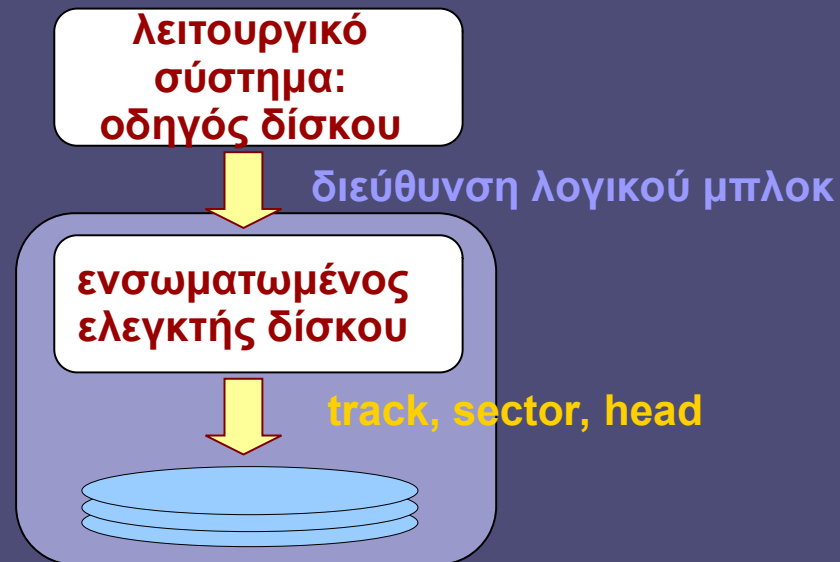 λειτουργικό
σύστημα:
οδηγός δίσκου
διεύθυνση λογικού μπλοκ
ενσωματωμένος
ελεγκτής δίσκου
track, sector, head